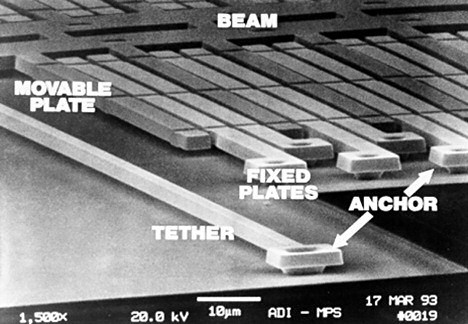 BEAM
MOVABLE
PLATE
FIXED
PLATES
ANCHOR
TETHER
17 MAR 93
1,500X 20.0 kV 10µm ADI - MPS #0019